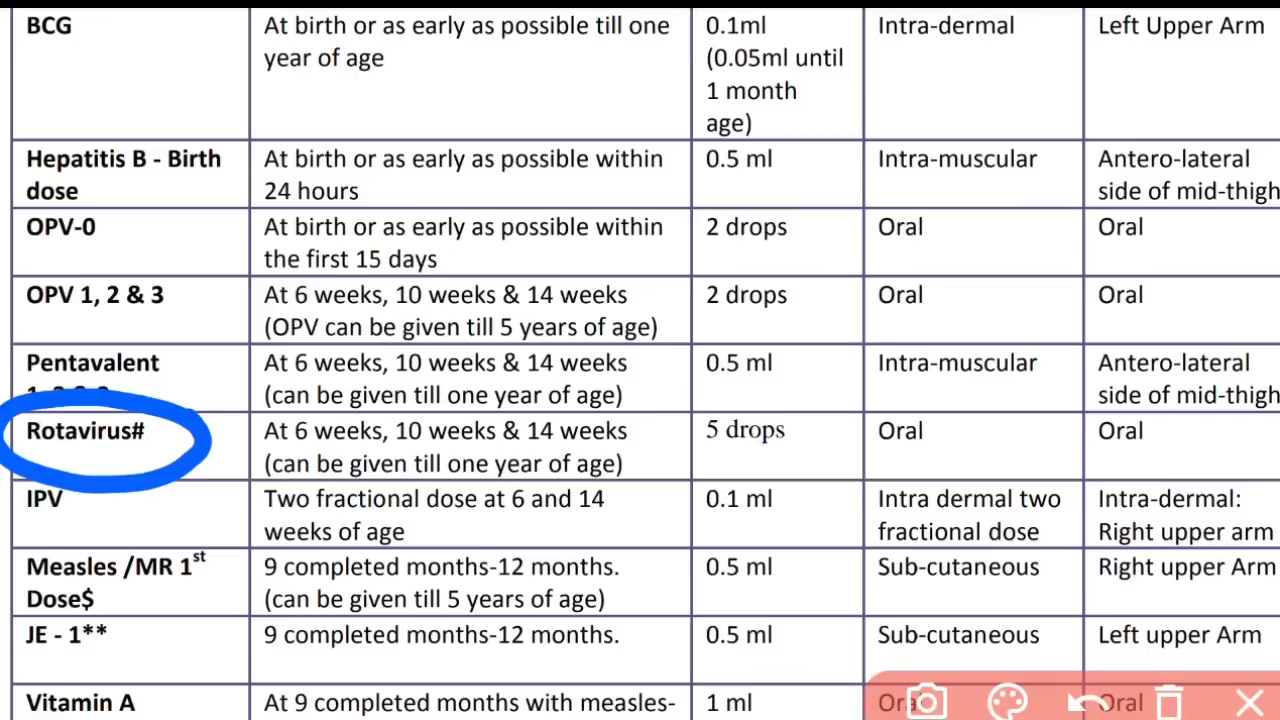 BCG
At birth or as early as possible till one
year of age
0.1ml
(0.05ml until
1 month
age)
Intra-dermal
Left Upper Arm
Hepatitis B - Birth
dose
At birth or as early as possible within
24 hours
0.5 ml
Intra-muscular
Antero-lateral
side of mid-thigh
OPV-0
At birth or as early as possible within
the first 15 days
2 drops
Oral
Oral
OPV 1, 2 & 3
At 6 weeks, 10 weeks & 14 weeks
(OPV can be given till 5 years of age)
2 drops
Oral
Oral
Pentavalent
At 6 weeks, 10 weeks & 14 weeks
(can be given till one year of age)
0.5 ml
Intra-muscular
Antero-lateral
side of mid-thigh
Rotavirus#
At 6 weeks, 10 weeks & 14 weeks
(can be given till one year of age)
5 drops
Oral
Oral
IPV
Two fractional dose at 6 and 14
weeks of age
0.1 ml
Intra dermal two
fractional dose
Intra-dermal:
Right upper arm
Measles /MR 1st
Dose$
9 completed months-12 months.
(can be given till 5 years of age)
0.5 ml
Sub-cutaneous
Right upper Arm
JE - 1**
9 completed months-12 months.
0.5 ml
Sub-cutaneous
Left upper Arm
Vitamin A
At 9 completed months with measles-
1 ml
Oral
Oral